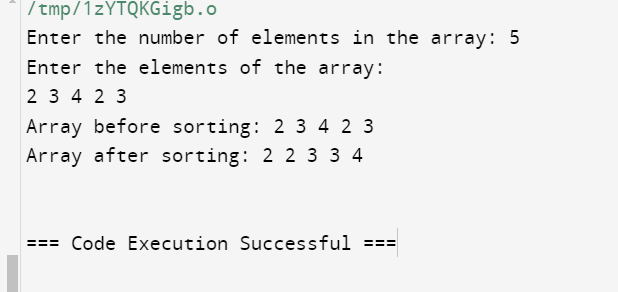 /tmp/1zYTQKGigb.o
Enter the number of elements in the array: 5
Enter the elements of the array:
2 3 4 2 3
Array before sorting: 2 3 4 2 3
Array after sorting: 2 2 3 3 4
=== Code Execution Successful ===